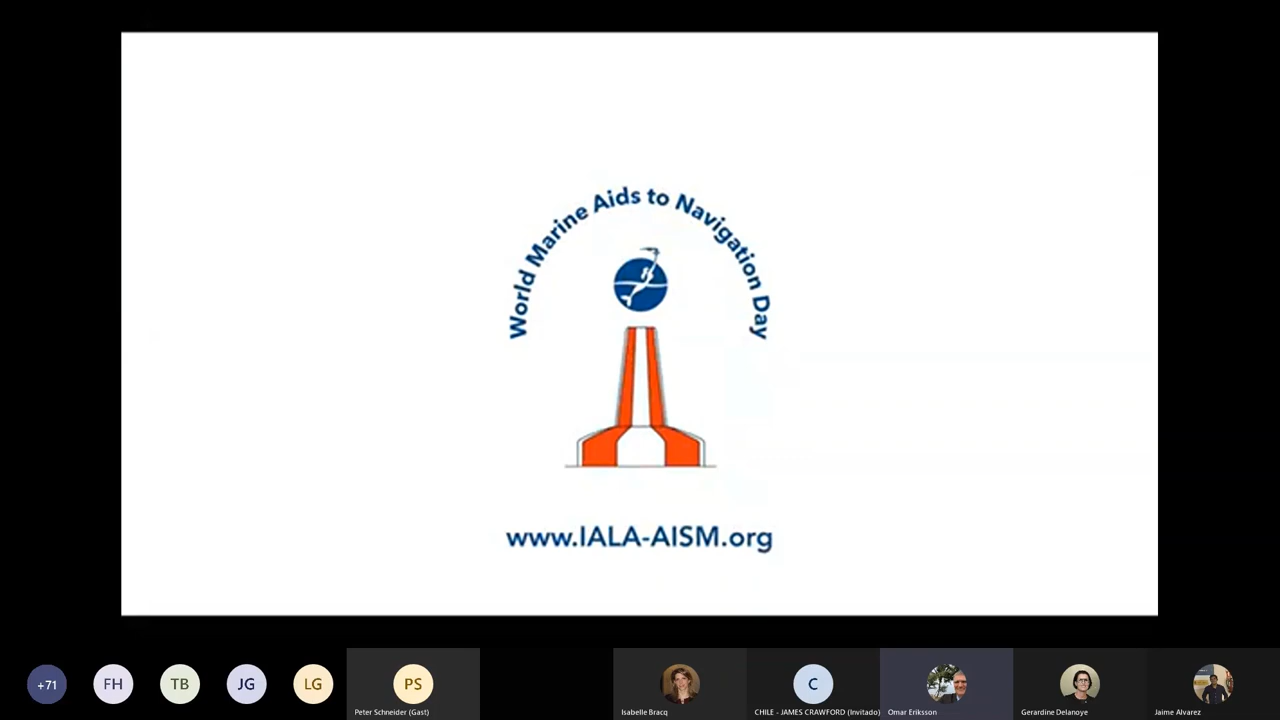 World Marine Aids to Navigation Day
www.IALA-AISM.org
+71
FH
TB
JG
LG
PS
Peter Schneider (Gast)
Isabelle Bracq
C
CHILE - JAMES CRAWFORD (Invitado)
Omar Eriksson
Gerardine Delanoye
Jaime Alvarez